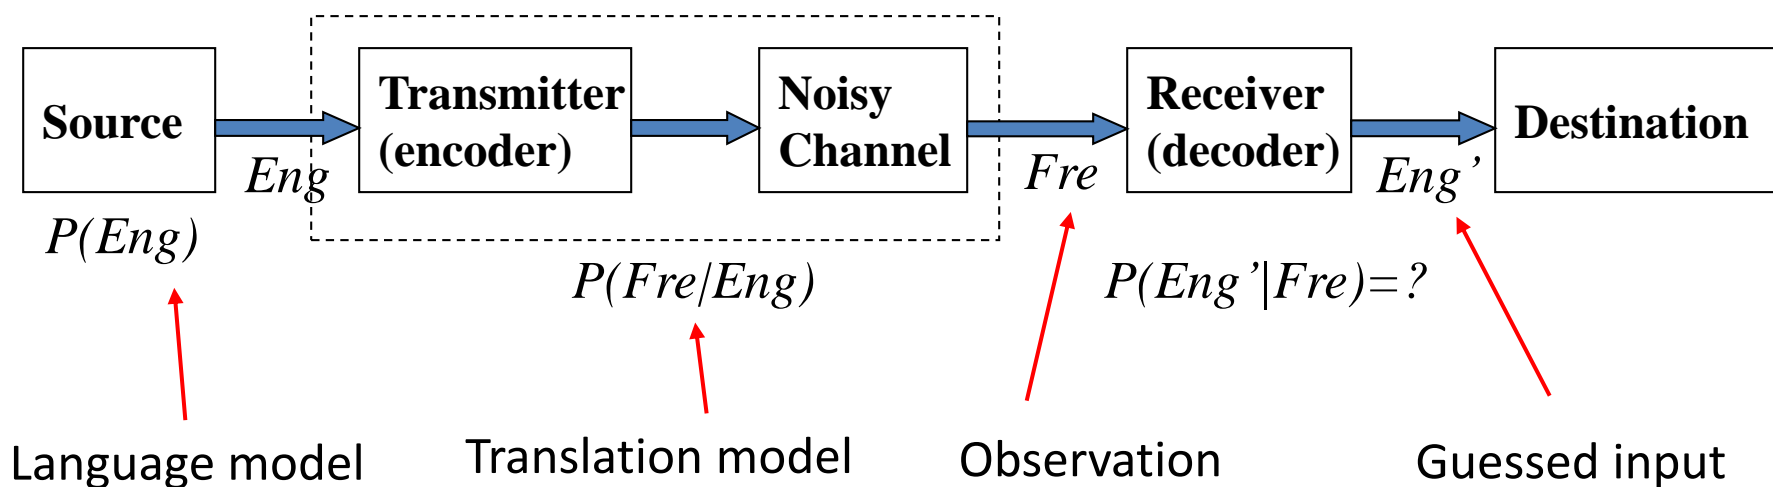 Source
Transmitter
(encoder)
Noisy
Channel
Receiver
(decoder)
Destination
Eng
Fre
Eng’
P(Eng)
P(Fre/Eng)
P(Eng’|Fre)=?
Language model
Translation model
Observation
Guessed input